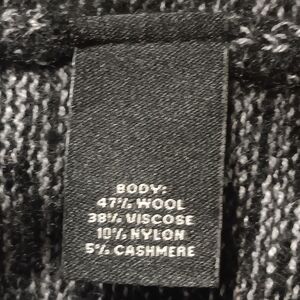 BODY:
47% WOOL
38% VISCOSE
10% NYLON
5% CASHMERE